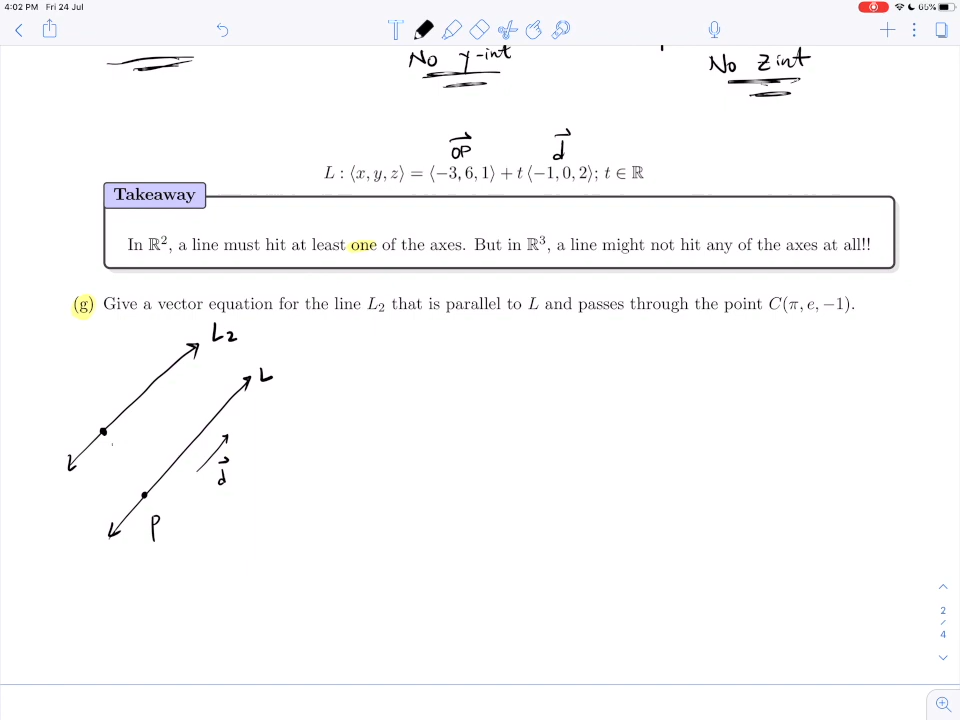 4:02 PM Fri 24 Jul 65%
No y-int
No z int
OP d
L : ⟨x, y, z⟩ = ⟨−3, 6, 1⟩ + t ⟨−1, 0, 2⟩; t ∈ ℝ
Takeaway
In ℝ², a line must hit at least one of the axes. But in ℝ³, a line might not hit any of the axes at all!!
(g) Give a vector equation for the line L₂ that is parallel to L and passes through the point C(π, e, −1).
L₂
L
d
P
2
/
4